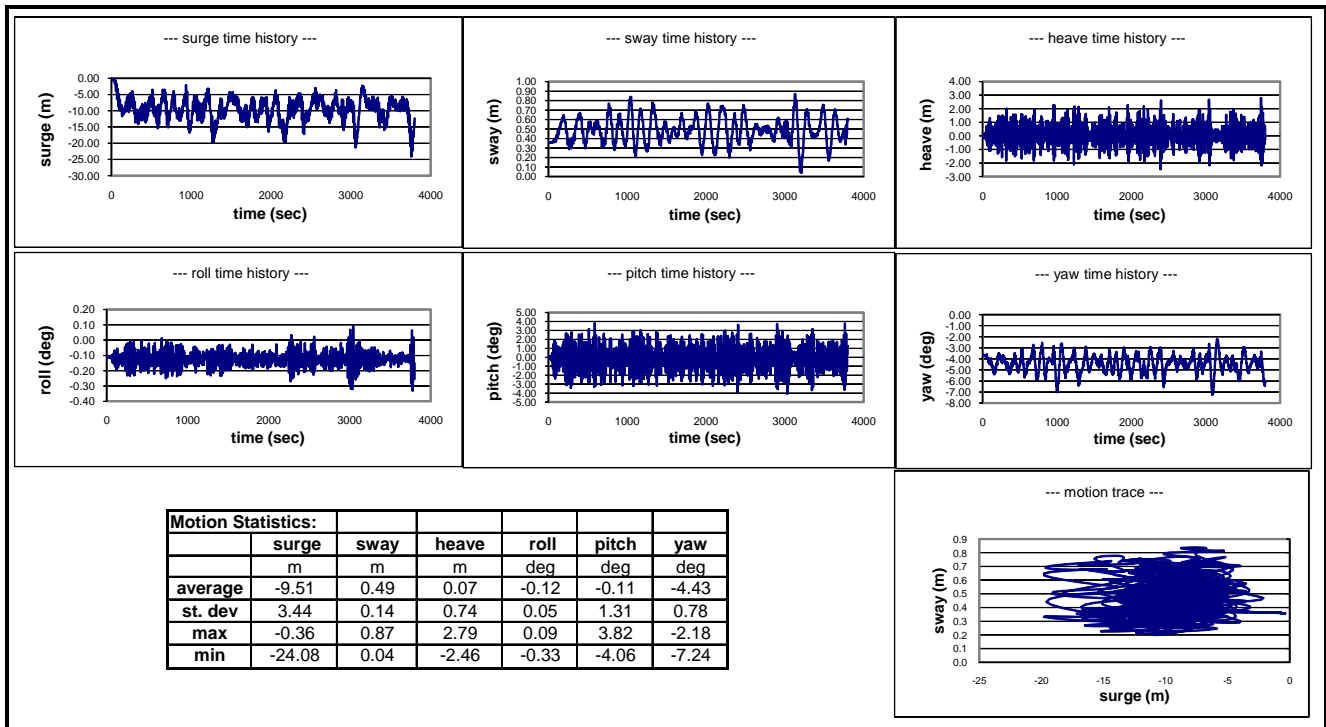 --- surge time history ---
0.00
-5.00
-10.00
-15.00
-20.00
-25.00
-30.00
surge (m)
0 1000 2000 3000 4000
time (sec)
--- sway time history ---
1.00
0.90
0.80
0.70
0.60
0.50
0.40
0.30
0.20
0.10
0.00
sway (m)
0 1000 2000 3000 4000
time (sec)
--- heave time history ---
4.00
3.00
2.00
1.00
0.00
-1.00
-2.00
-3.00
heave (m)
0 1000 2000 3000 4000
time (sec)
--- roll time history ---
0.20
0.10
0.00
-0.10
-0.20
-0.30
-0.40
roll (deg)
0 1000 2000 3000 4000
time (sec)
--- pitch time history ---
5.00
4.00
3.00
2.00
1.00
0.00
-1.00
-2.00
-3.00
-4.00
-5.00
pitch (deg)
0 1000 2000 3000 4000
time (sec)
--- yaw time history ---
0.00
-1.00
-2.00
-3.00
-4.00
-5.00
-6.00
-7.00
-8.00
yaw (deg)
0 1000 2000 3000 4000
time (sec)
Motion Statistics:
surge sway heave roll pitch yaw
m m m deg deg deg
average -9.51 0.49 0.07 -0.12 -0.11 -4.43
st. dev 3.44 0.14 0.74 0.05 1.31 0.78
max -0.36 0.87 2.79 0.09 3.82 -2.18
min -24.08 0.04 -2.46 -0.33 -4.06 -7.24
--- motion trace ---
0.9
0.8
0.7
0.6
0.5
0.4
0.3
0.2
0.1
0.0
sway (m)
-25 -20 -15 -10 -5 0
surge (m)